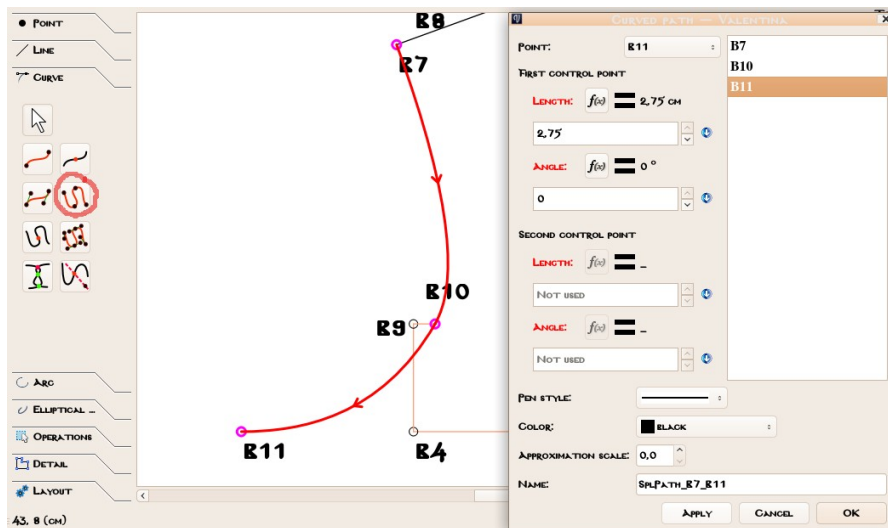 Point
Line
Curve
Arc
Elliptical ...
Operations
Detail
Layout
43, 8 (cm)
B8
B7
B10
B9
B11
B4
Curved path — Valentina
Point:
B11
First control point
Length:
f(x)
2,75 cm
2,75
Angle:
f(x)
0 °
0
Second control point
Length:
f(x)
_
Not used
Angle:
f(x)
_
Not used
Pen style:
Color:
black
Approximation scale:
0,0
Name:
SplPath_B7_B11
Apply
Cancel
OK
B7
B10
B11